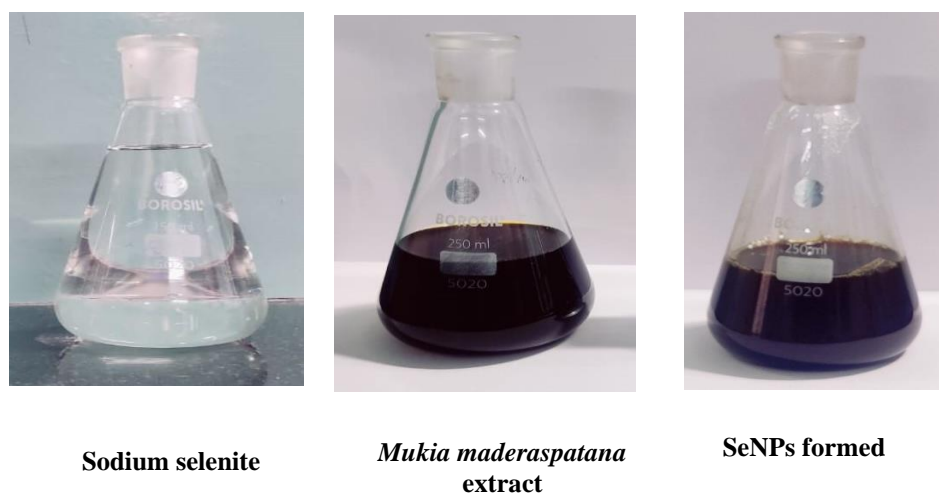 BOROSIL
BOROSIL
250 ml
5020
250ml
5020
Sodium selenite
Mukia maderaspatana
extract
SeNPs formed